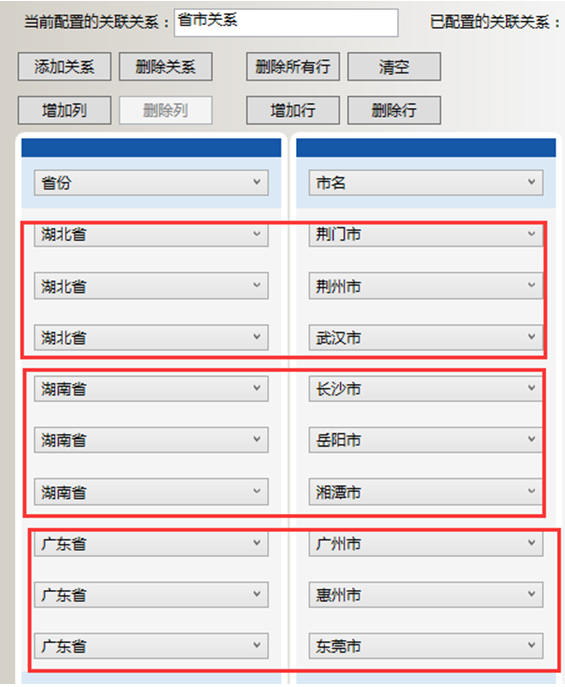 当前配置的关联关系：省市关系 已配置的关联关系：
添加关系 删除关系 删除所有行 清空
增加列 删除列 增加行 删除行
省份 市名
湖北省 荆门市
湖北省 荆州市
湖北省 武汉市
湖南省 长沙市
湖南省 岳阳市
湖南省 湘潭市
广东省 广州市
广东省 惠州市
广东省 东莞市